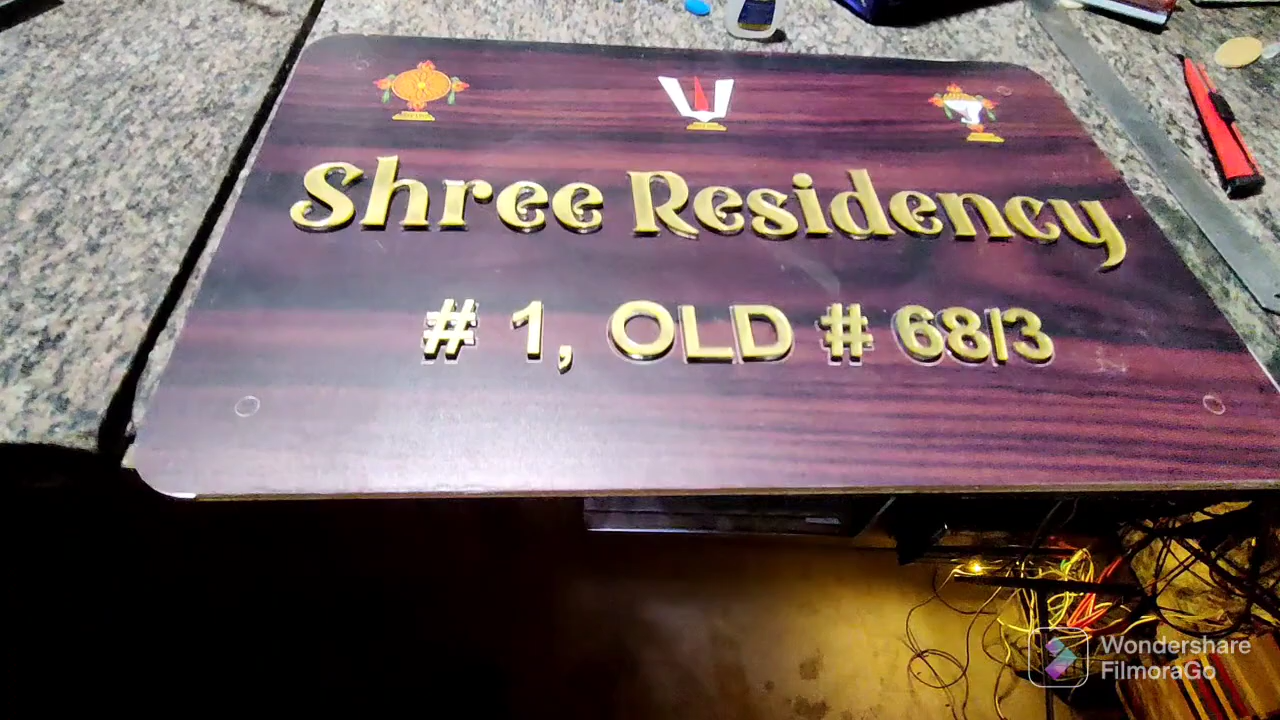 Shree Residency
# 1, OLD # 68/3
Wondershare
FilmoraGo